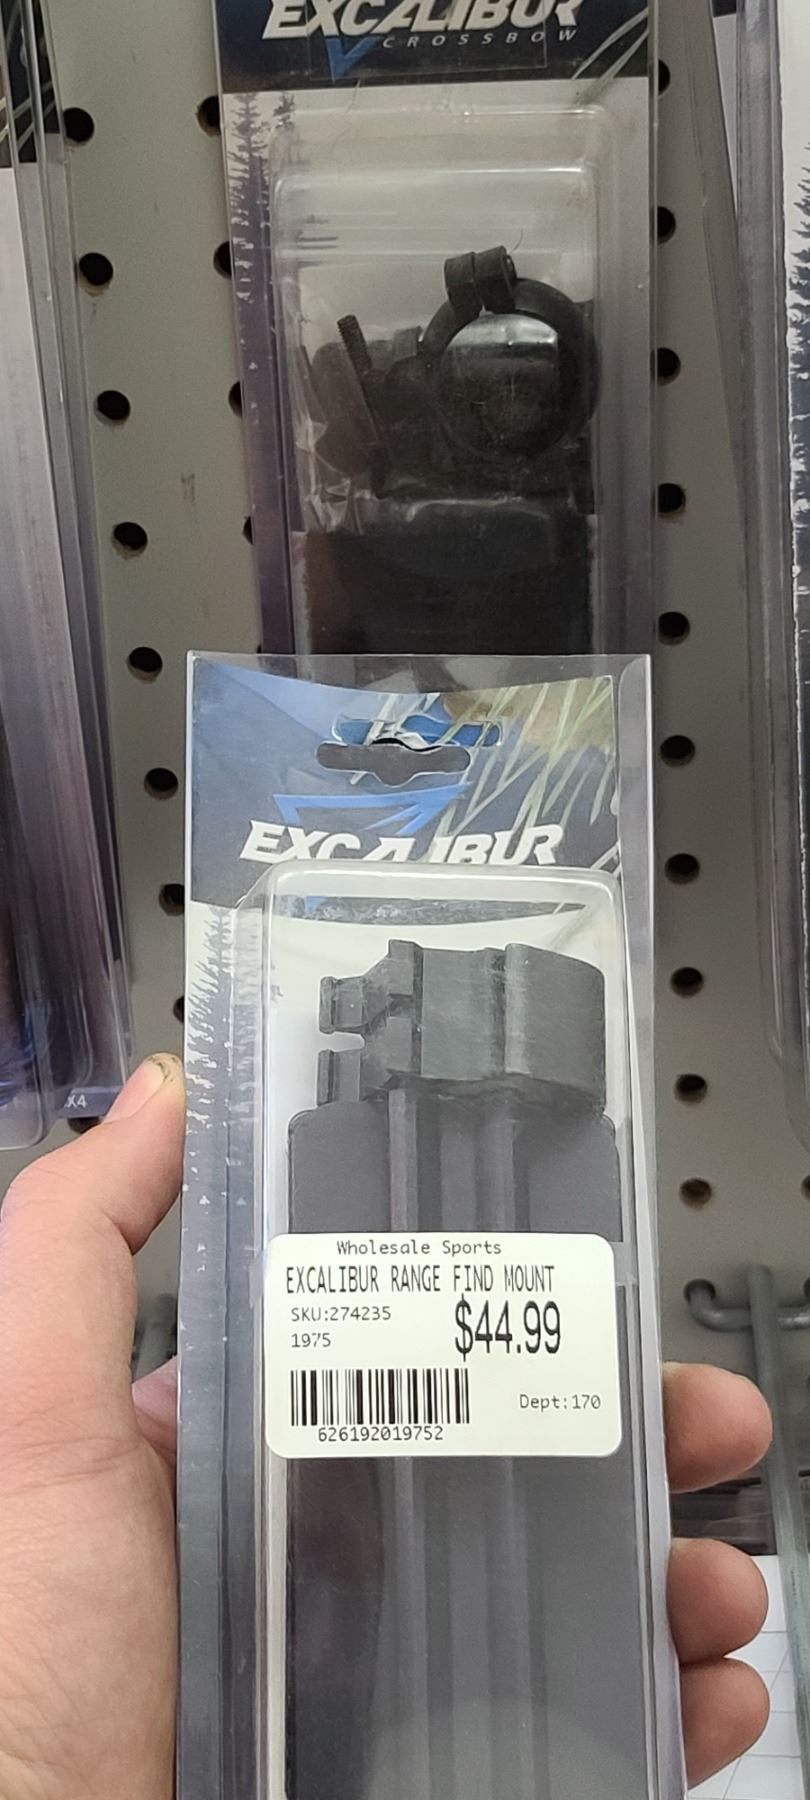 EXCALIBUR
CROSSBOW
X4
EXCALIBUR
Wholesale Sports
EXCALIBUR RANGE FIND MOUNT
SKU:274235
$44.99
1975
Dept:170
626192019752